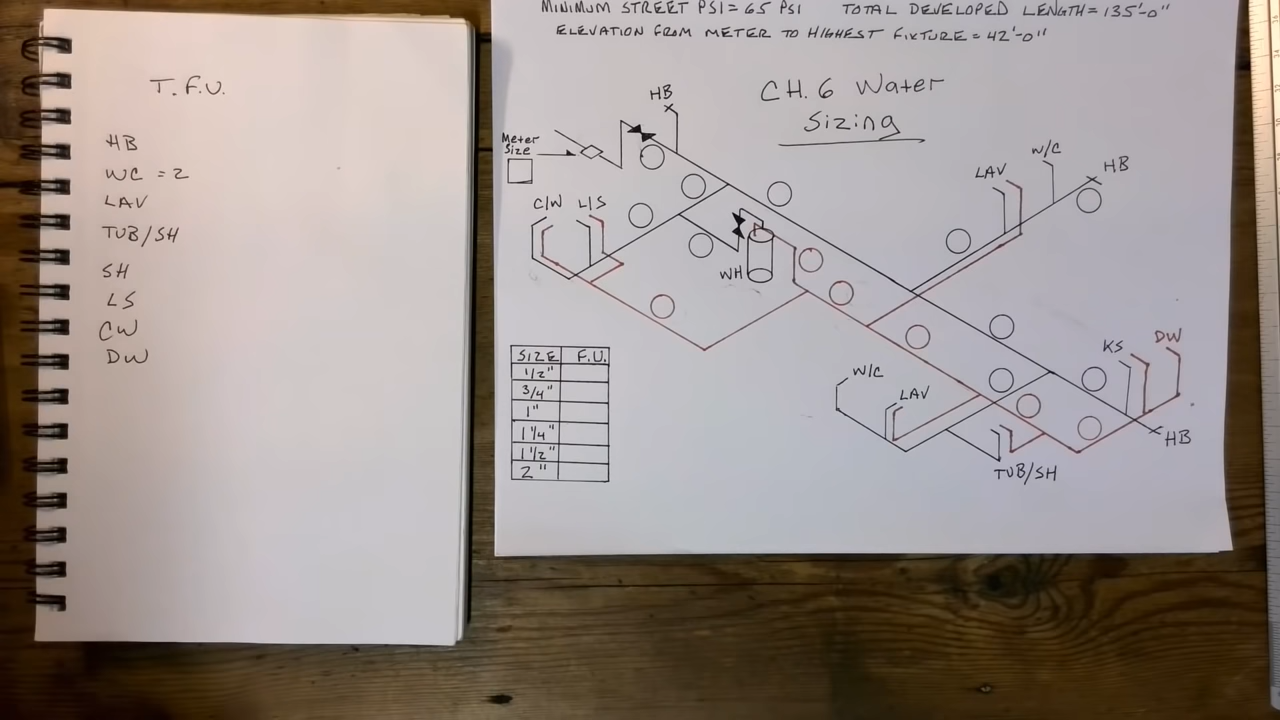 T.F.U.
HB
WC = 2
LAV
TUB/SH
SH
LS
CW
DW
MINIMUM STREET PSI = 65 PSI TOTAL DEVELOPED LENGTH = 135'-0"
ELEVATION FROM METER TO HIGHEST FIXTURE = 42'-0"
CH.6 Water
Sizing
HB
Meter
Size
C/W L/S
WH
LAV
W/C
HB
W/C
LAV
TUB/SH
KS
DW
HB
SIZE F.U.
1/2"
3/4"
1"
1 1/4"
1 1/2"
2"